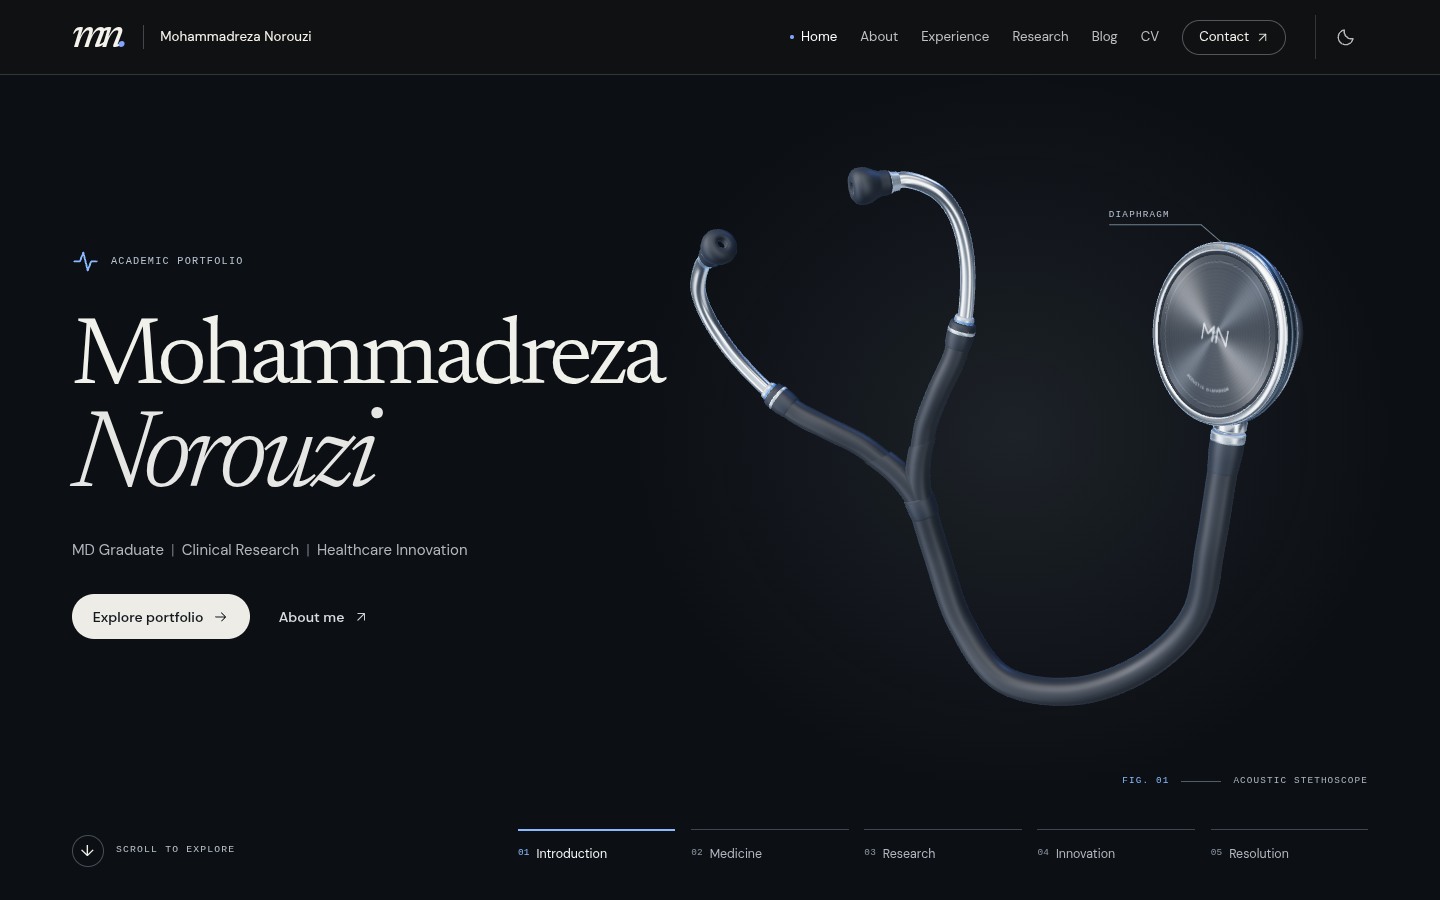 mn.
Mohammadreza Norouzi
Home
About
Experience
Research
Blog
CV
Contact
DIAPHRAGM
ACADEMIC PORTFOLIO
Mohammadreza
Norouzi
MN
MD Graduate | Clinical Research | Healthcare Innovation
Explore portfolio
About me
FIG. 01
ACOUSTIC STETHOSCOPE
SCROLL TO EXPLORE
01 Introduction
02 Medicine
03 Research
04 Innovation
05 Resolution